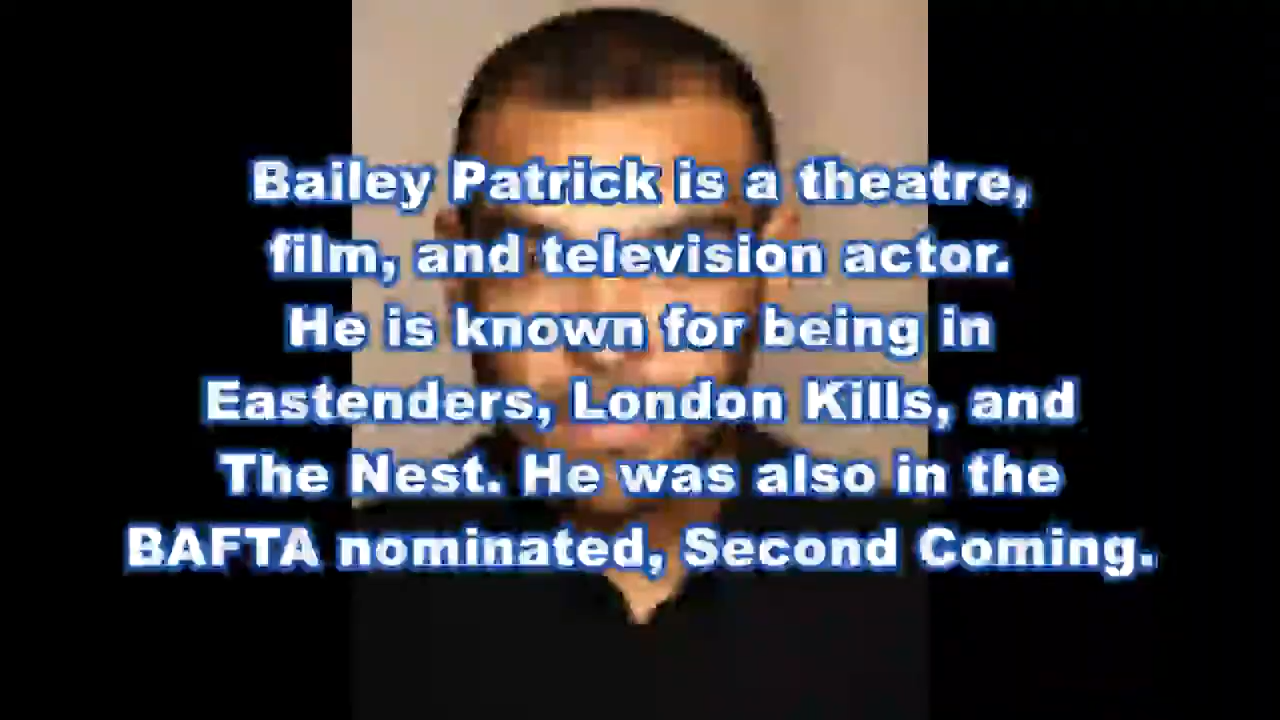 Bailey Patrick is a theatre,
film, and television actor.
He is known for being in
Eastenders, London Kills, and
The Nest. He was also in the
BAFTA nominated, Second Coming.